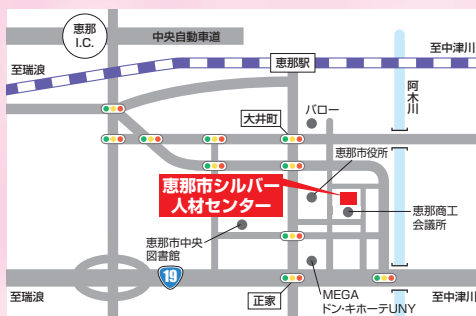 恵那
I.C.
中央自動車道
恵那駅
至中津川
至瑞浪
阿木川
バロー
大井町
恵那市役所
恵那市シルバー
人材センター
恵那商工
会議所
恵那市中央
図書館
19
至瑞浪
正家
MEGA
ドン・キホーテUNY
至中津川